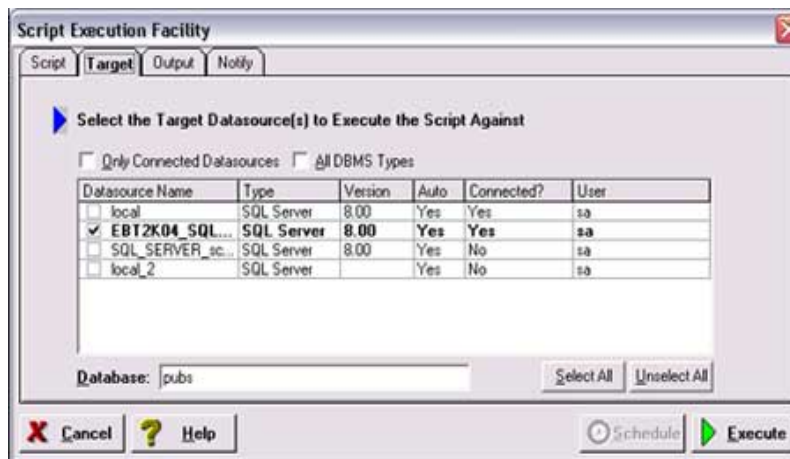 Script Execution Facility
Script Target Output Notify
Select the Target Datasource(s) to Execute the Script Against
Only Connected Datasources All DBMS Types
Datasource Name Type Version Auto Connected? User
local SQL Server 8.00 Yes Yes sa
EBT2K04_SQL... SQL Server 8.00 Yes Yes sa
SQL_SERVER_sc... SQL Server 8.00 Yes No sa
local_2 SQL Server Yes No sa
Database: pubs Select All Unselect All
Cancel Help Schedule Execute